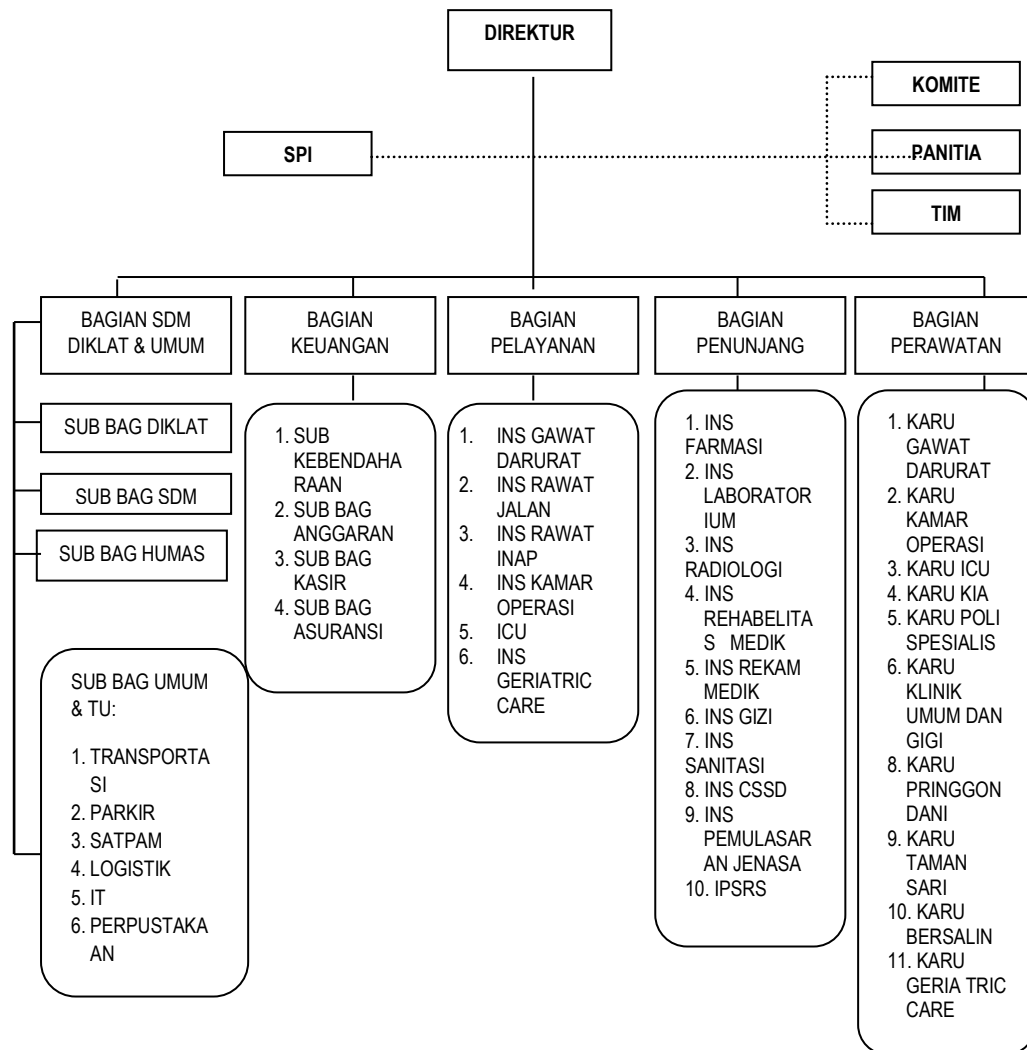 DIREKTUR
KOMITE
SPI
PANITIA
TIM
BAGIAN SDM
DIKLAT & UMUM
BAGIAN
KEUANGAN
BAGIAN
PELAYANAN
BAGIAN
PENUNJANG
BAGIAN
PERAWATAN
SUB BAG DIKLAT
SUB BAG SDM
SUB BAG HUMAS
SUB BAG UMUM
& TU:
1. TRANSPORTA
SI
2. PARKIR
3. SATPAM
4. LOGISTIK
5. IT
6. PERPUSTAKA
AN
1. SUB
KEBENDAHA
RAAN
2. SUB BAG
ANGGARAN
3. SUB BAG
KASIR
4. SUB BAG
ASURANSI
1. INS GAWAT
DARURAT
2. INS RAWAT
JALAN
3. INS RAWAT
INAP
4. INS KAMAR
OPERASI
5. ICU
6. INS
GERIATRIC
CARE
1. INS
FARMASI
2. INS
LABORATOR
IUM
3. INS
RADIOLOGI
4. INS
REHABELITA
S MEDIK
5. INS REKAM
MEDIK
6. INS GIZI
7. INS
SANITASI
8. INS CSSD
9. INS
PEMULASAR
AN JENASA
10. IPSRS
1. KARU
GAWAT
DARURAT
2. KARU
KAMAR
OPERASI
3. KARU ICU
4. KARU KIA
5. KARU POLI
SPESIALIS
6. KARU
KLINIK
UMUM DAN
GIGI
8. KARU
PRINGGON
DANI
9. KARU
TAMAN
SARI
10. KARU
BERSALIN
11. KARU
GERIA TRIC
CARE